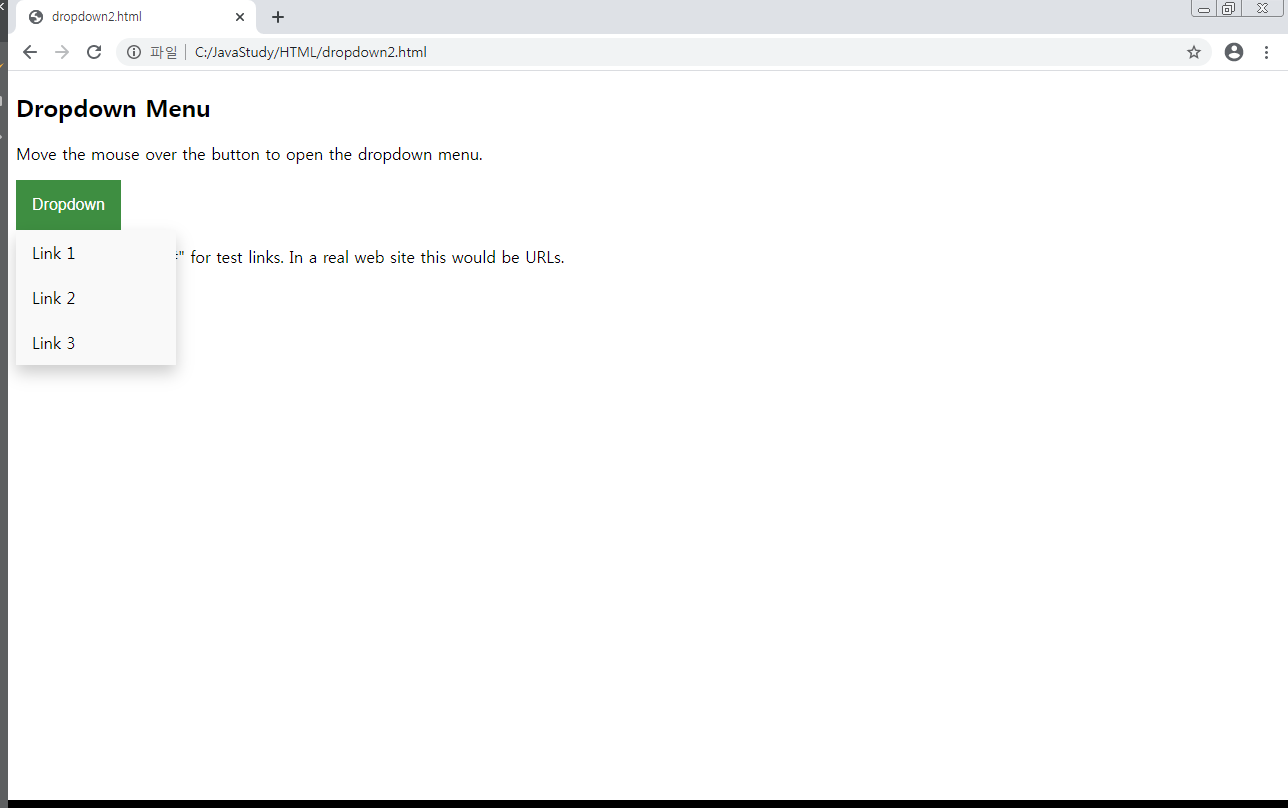 dropdown2.html
파일 C:/JavaStudy/HTML/dropdown2.html
Dropdown Menu
Move the mouse over the button to open the dropdown menu.
Dropdown
Link 1
" for test links. In a real web site this would be URLs.
Link 2
Link 3